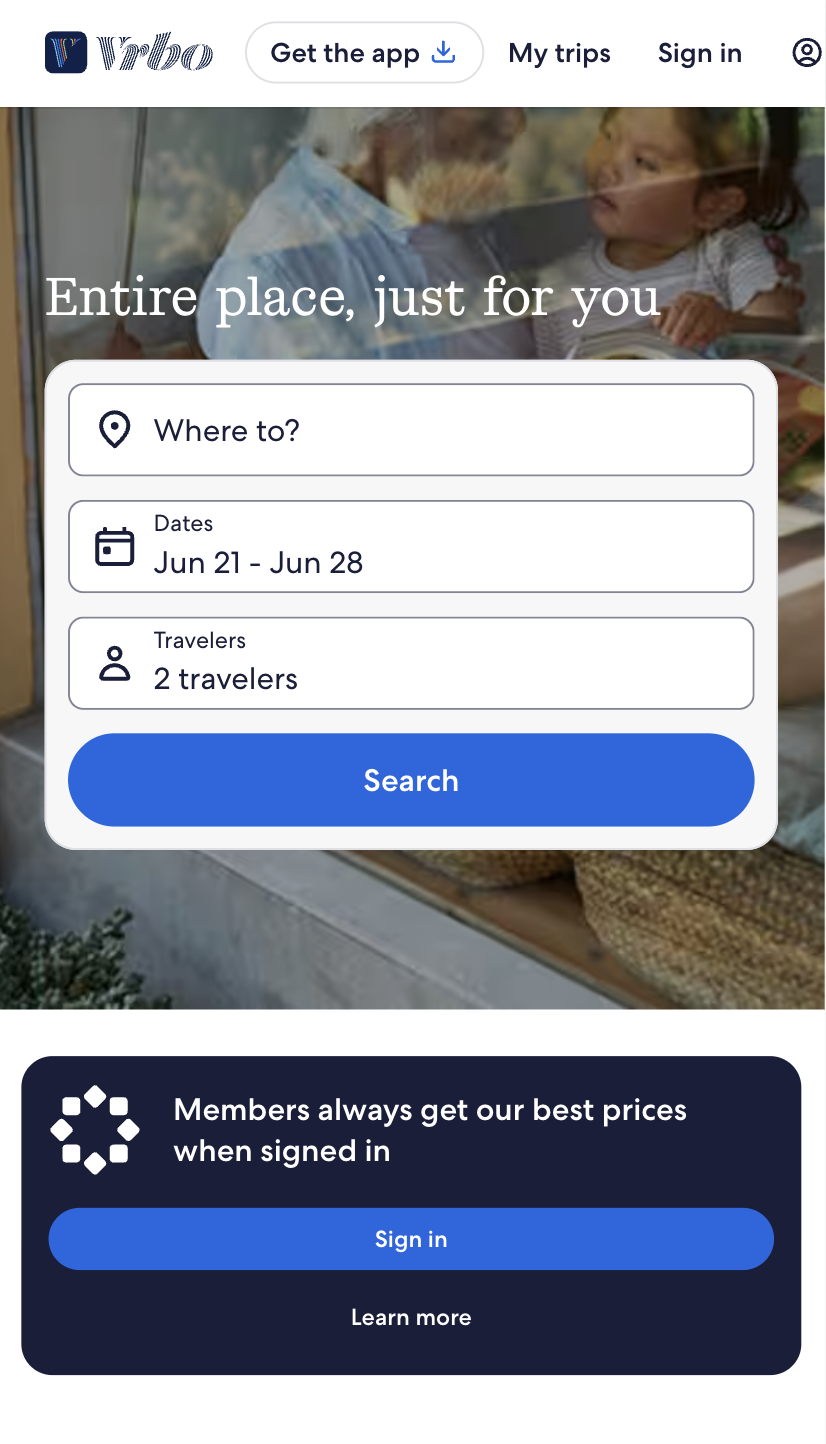 Vrbo
Get the app
My trips
Sign in
Entire place, just for you
Where to?
Dates
Jun 21 - Jun 28
Travelers
2 travelers
Search
Members always get our best prices
when signed in
Sign in
Learn more